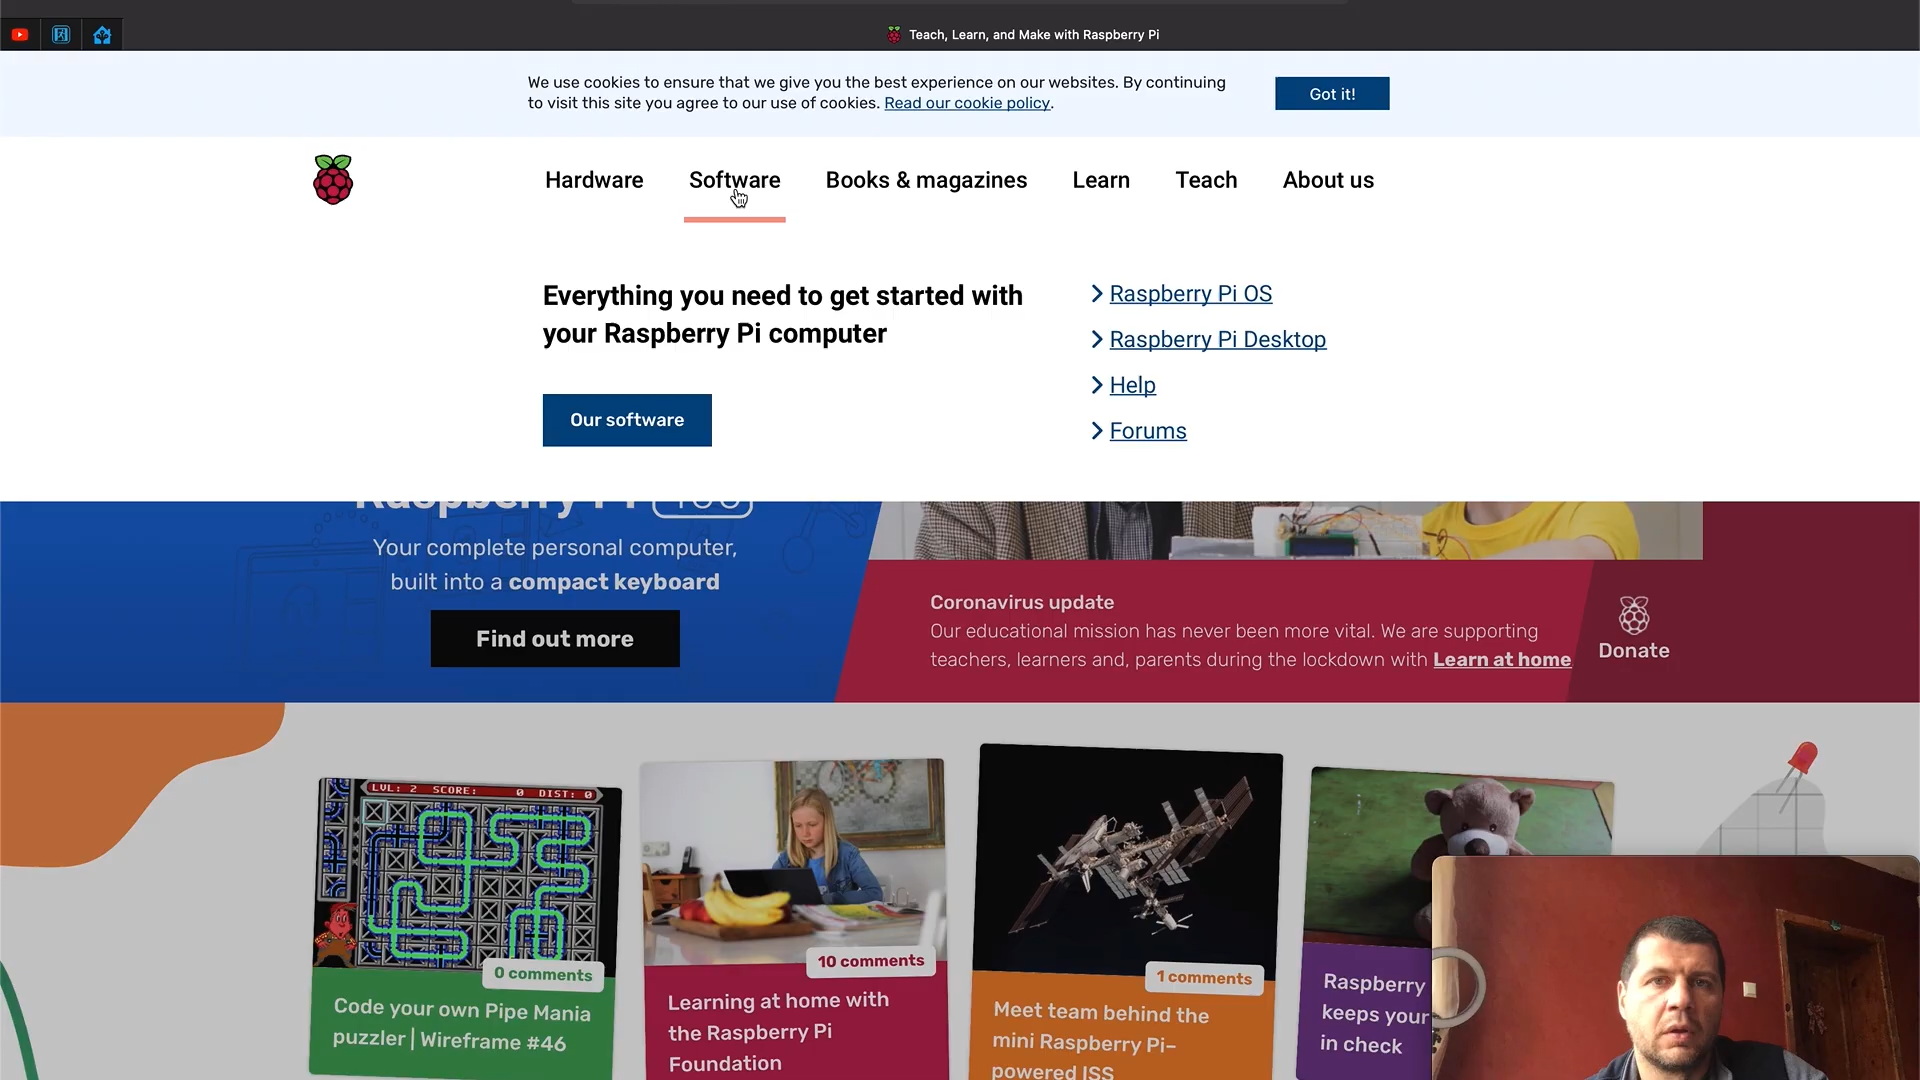 Teach, Learn, and Make with Raspberry Pi
We use cookies to ensure that we give you the best experience on our websites. By continuing
to visit this site you agree to our use of cookies. Read our cookie policy.
Got it!
Hardware
Software
Books & magazines
Learn
Teach
About us
Everything you need to get started with
your Raspberry Pi computer
Our software
Raspberry Pi OS
Raspberry Pi Desktop
Help
Forums
Raspberry Pi 400
Your complete personal computer,
built into a compact keyboard
Find out more
Coronavirus update
Our educational mission has never been more vital. We are supporting
teachers, learners and, parents during the lockdown with Learn at home
Donate
LVL: 2 SCORE: 0 DIST: 0
0 comments
Code your own Pipe Mania
puzzler | Wireframe #46
10 comments
Learning at home with
the Raspberry Pi
Foundation
1 comments
Meet team behind the
mini Raspberry Pi–
powered ISS
Raspberry
keeps your
in check